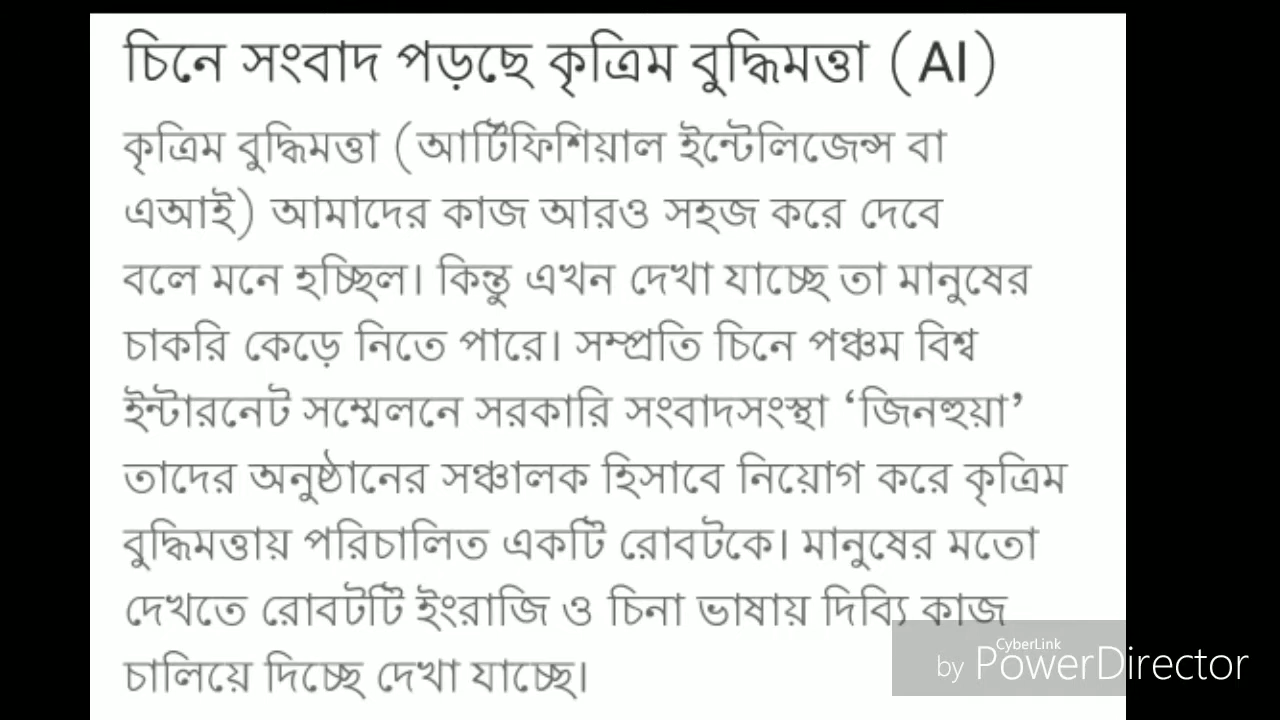 চিনে সংবাদ পড়ছে কৃত্রিম বুদ্ধিমত্তা (AI)
কৃত্রিম বুদ্ধিমত্তা (আর্টিফিশিয়াল ইন্টেলিজেন্স বা
এআই) আমাদের কাজ আরও সহজ করে দেবে
বলে মনে হচ্ছিল। কিন্তু এখন দেখা যাচ্ছে তা মানুষের
চাকরি কেড়ে নিতে পারে। সম্প্রতি চিনে পঞ্চম বিশ্ব
ইন্টারনেট সম্মেলনে সরকারি সংবাদসংস্থা ‘জিনহুয়া’
তাদের অনুষ্ঠানের সঞ্চালক হিসাবে নিয়োগ করে কৃত্রিম
বুদ্ধিমত্তায় পরিচালিত একটি রোবটকে। মানুষের মতো
দেখতে রোবটটি ইংরাজি ও চিনা ভাষায় দিব্যি কাজ
চালিয়ে দিচ্ছে দেখা যাচ্ছে।
CyberLink
by PowerDirector